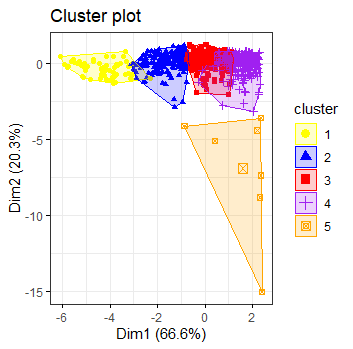 Cluster plot
0
-5
-10
-15
Dim2 (20.3%)
-6 -4 -2 0 2
Dim1 (66.6%)
cluster
1
2
3
4
5